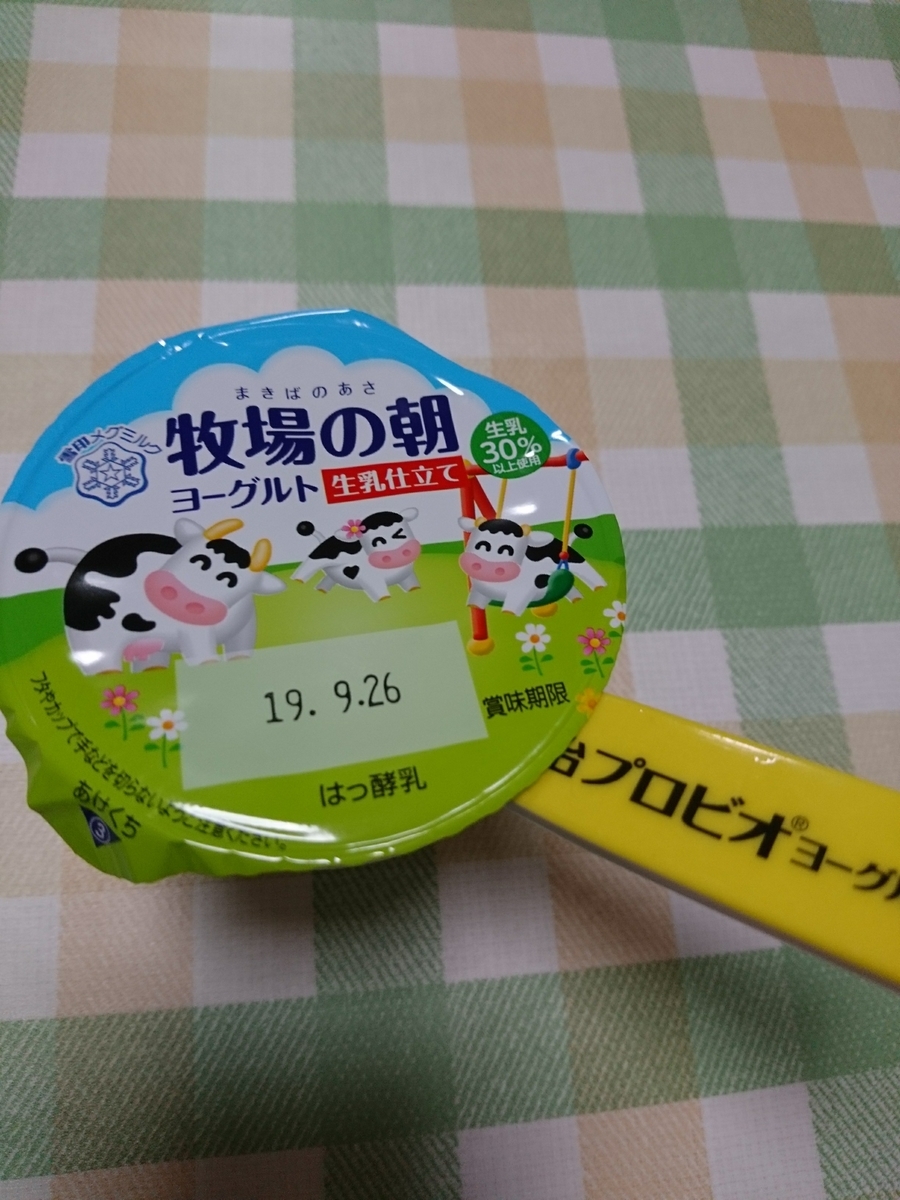 まきばのあさ
雪印メグミルク
牧場の朝
ヨーグルト 生乳仕立て
生乳
30%
以上使用
19. 9.26
賞味期限
はっ酵乳
フタやカップで手などを切らないようご注意ください。
あけくち
3
治プロビオ®ヨーグル